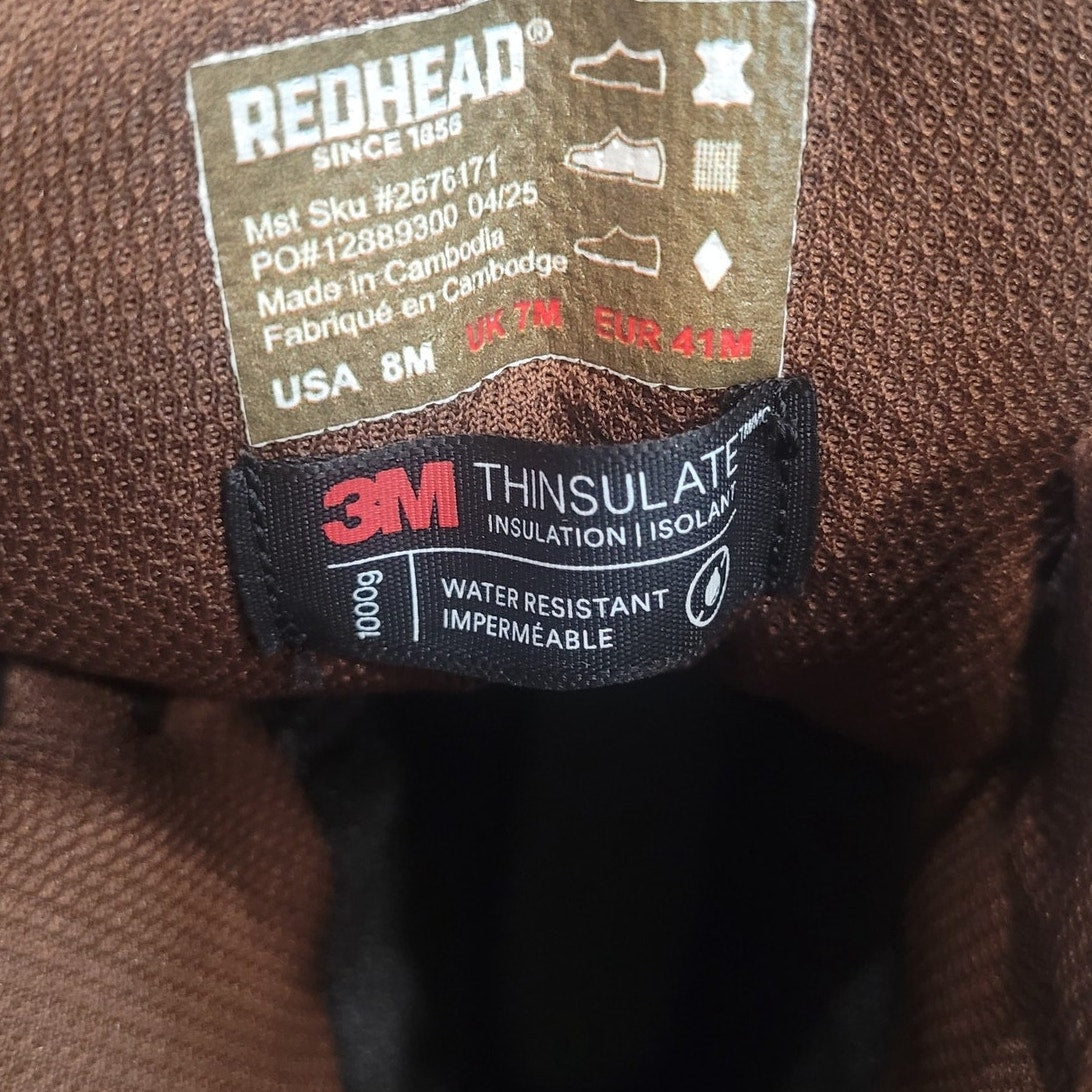 REDHEAD®
SINCE 1856
Mst Sku #2676171
PO#12889300 04/25
Made in Cambodia
Fabriqué en Cambodge
USA 8M UK 7M EUR 41M
3M THINSULATE
INSULATION | ISOLANT
1000g
WATER RESISTANT
IMPERMÉABLE